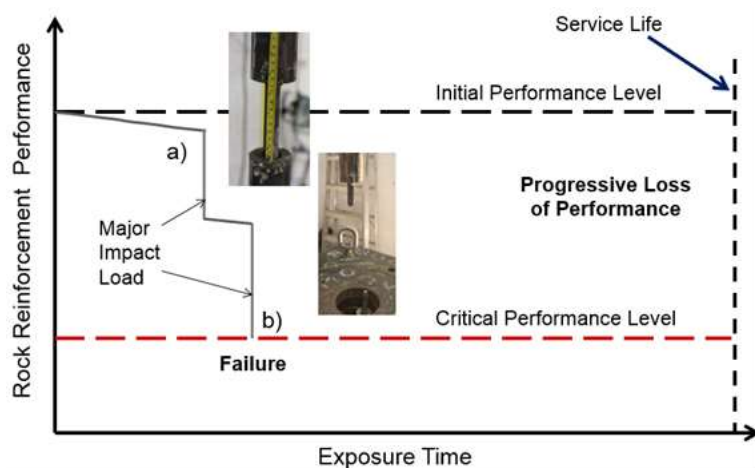 Service Life
Initial Performance Level
a)
Progressive Loss
of Performance
Major
Impact
Load
b)
Critical Performance Level
Failure
Rock Reinforcement Performance
Exposure Time